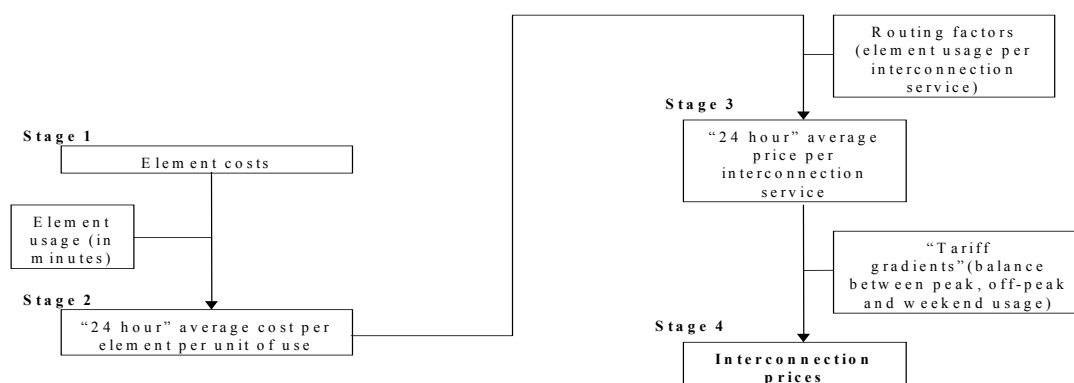 Stage 1
Element costs
Element
usage (in
minutes)
Stage 2
“24 hour” average cost per
element per unit of use
Routing factors
(element usage per
interconnection
service)
Stage 3
“24 hour” average
price per
interconnection
service
“Tariff
gradients”(balance
between peak, off-peak
and weekend usage)
Stage 4
Interconnection
prices